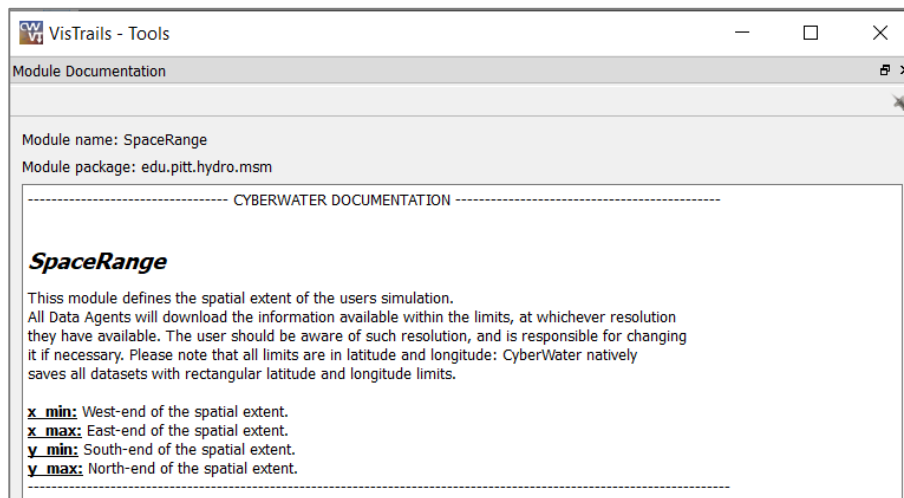 CW VT VisTrails - Tools
Module Documentation
Module name: SpaceRange
Module package: edu.pitt.hydro.msm
---------------------------------- CYBERWATER DOCUMENTATION ---------------------------------------------
SpaceRange
Thiss module defines the spatial extent of the users simulation.
All Data Agents will download the information available within the limits, at whichever resolution
they have available. The user should be aware of such resolution, and is responsible for changing
it if necessary. Please note that all limits are in latitude and longitude: CyberWater natively
saves all datasets with rectangular latitude and longitude limits.
x_min: West-end of the spatial extent.
x_max: East-end of the spatial extent.
y_min: South-end of the spatial extent.
y_max: North-end of the spatial extent.
------------------------------------------------------------------------------------------------------------------------